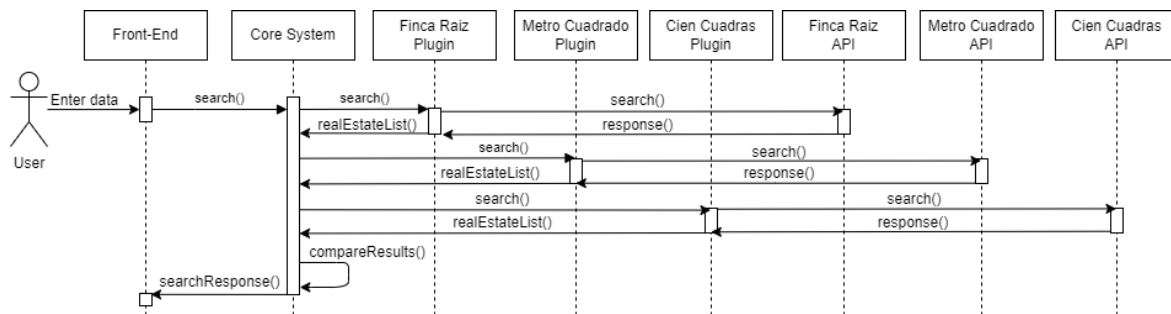 Front-End
Core System
Finca Raiz
Plugin
Metro Cuadrado
Plugin
Cien Cuadras
Plugin
Finca Raiz
API
Metro Cuadrado
API
Cien Cuadras
API
User
Enter data
search()
search()
search()
realEstateList()
response()
search()
search()
realEstateList()
response()
search()
search()
realEstateList()
response()
compareResults()
searchResponse()